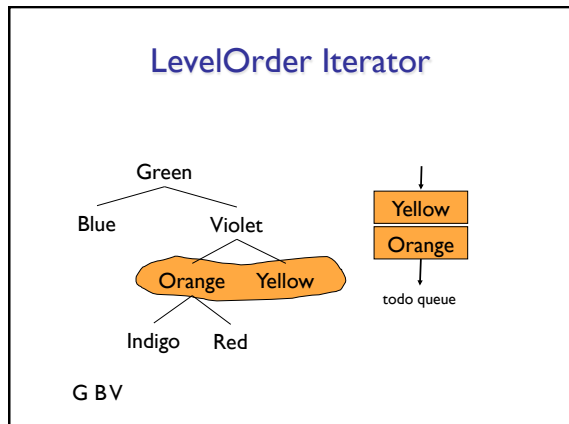 LevelOrder Iterator
Green
Blue
Violet
Orange
Yellow
Indigo
Red
Yellow
Orange
todo queue
G B V